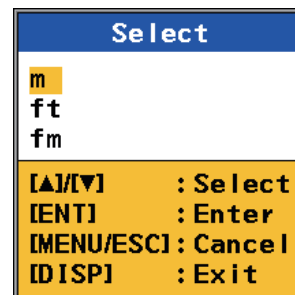 Select
m
ft
fm
[▲]/[▼] :Select
[ENT] :Enter
[MENU/ESC]:Cancel
[DISP] :Exit